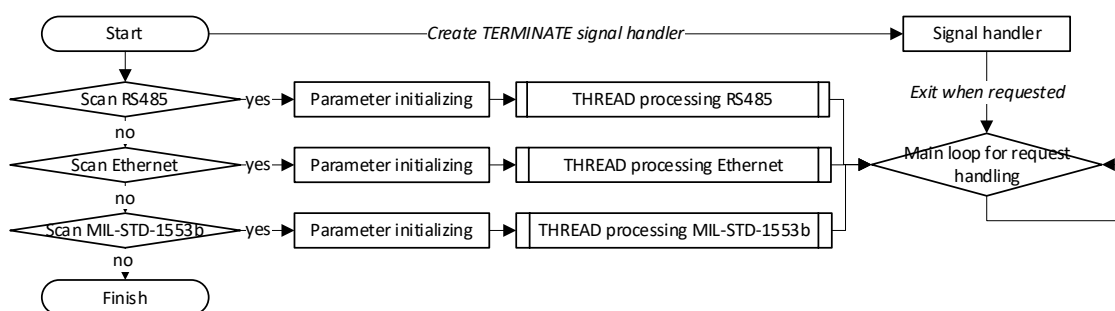 Start
Create TERMINATE signal handler
Signal handler
Scan RS485
yes
Parameter initializing
THREAD processing RS485
Exit when requested
no
Scan Ethernet
yes
Parameter initializing
THREAD processing Ethernet
Main loop for request
handling
no
Scan MIL-STD-1553b
yes
Parameter initializing
THREAD processing MIL-STD-1553b
no
Finish